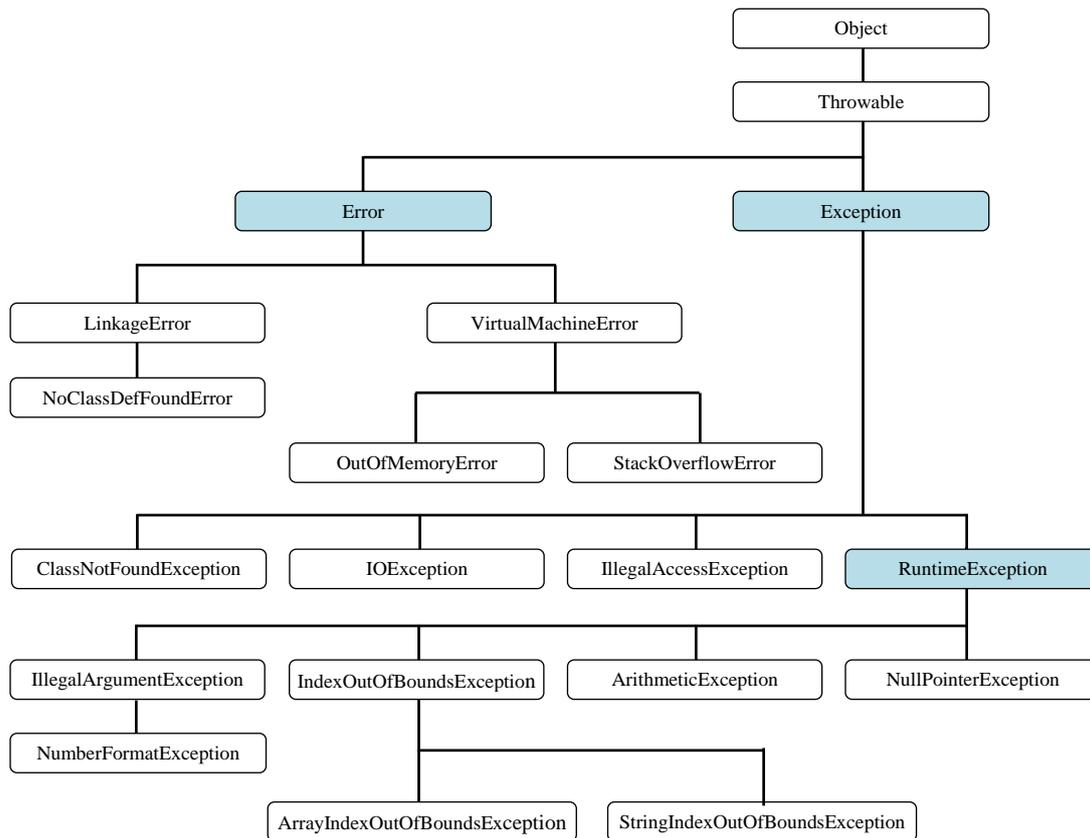 Object
Throwable
Error
Exception
LinkageError
VirtualMachineError
NoClassDefFoundError
OutOfMemoryError
StackOverflowError
ClassNotFoundException
IOException
IllegalAccessException
RuntimeException
IllegalArgumentException
IndexOutOfBoundsException
ArithmeticException
NullPointerException
NumberFormatException
ArrayIndexOutOfBoundsException
StringIndexOutOfBoundsException